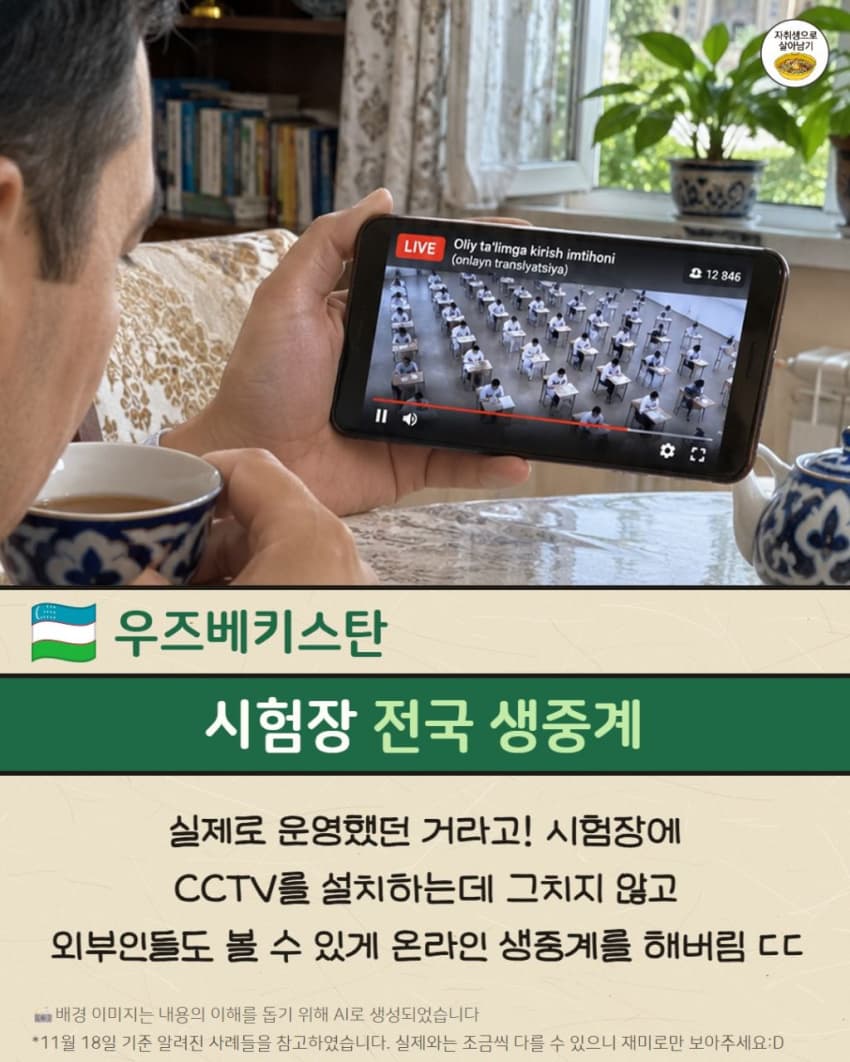 자취생으로
살아남기
LIVE
Oliy ta'limga kirish imtihoni
(onlayn translyatsiya)
12 846
우즈베키스탄
시험장 전국 생중계
실제로 운영했던 거라고! 시험장에
CCTV를 설치하는데 그치지 않고
외부인들도 볼 수 있게 온라인 생중계를 해버림 ㄷㄷ
배경 이미지는 내용의 이해를 돕기 위해 AI로 생성되었습니다
*11월 18일 기준 알려진 사례들을 참고하였습니다. 실제와는 조금씩 다를 수 있으니 재미로만 보아주세요:D